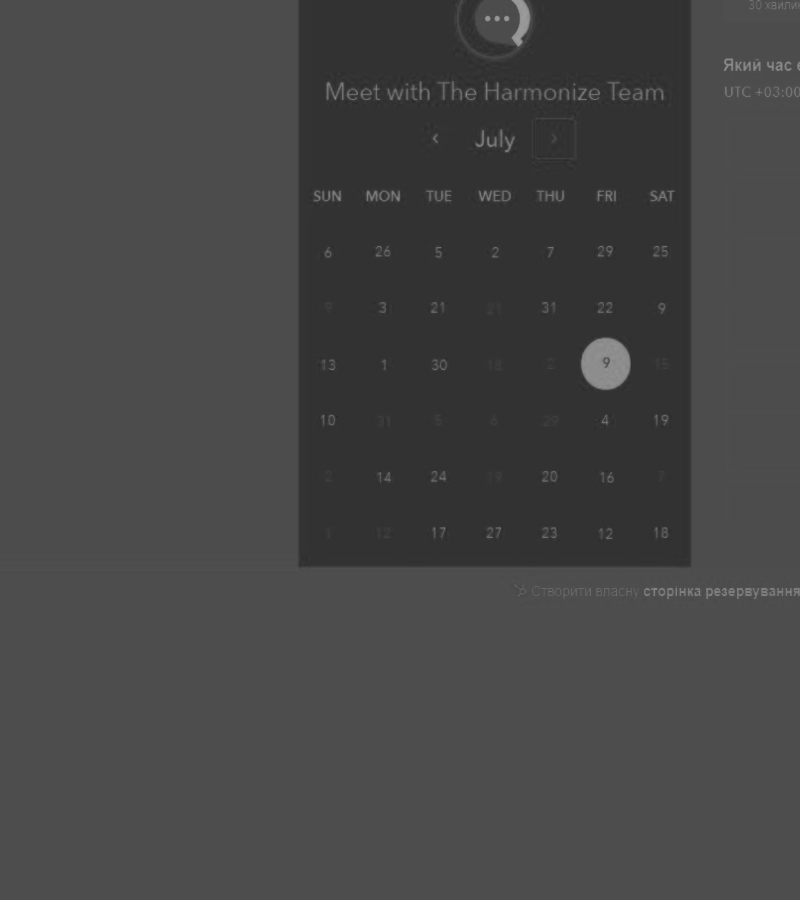 30 хвилин
Який час
UTC +03:00
Meet with The Harmonize Team
July
SUN MON TUE WED THU FRI SAT
6 26 5 2 7 29 25
9 3 21 21 31 22 9
13 1 30 18 2 9 15
10 31 5 6 29 4 19
2 14 24 19 20 16 7
1 12 17 27 23 12 18
Створити власну сторінка резервування